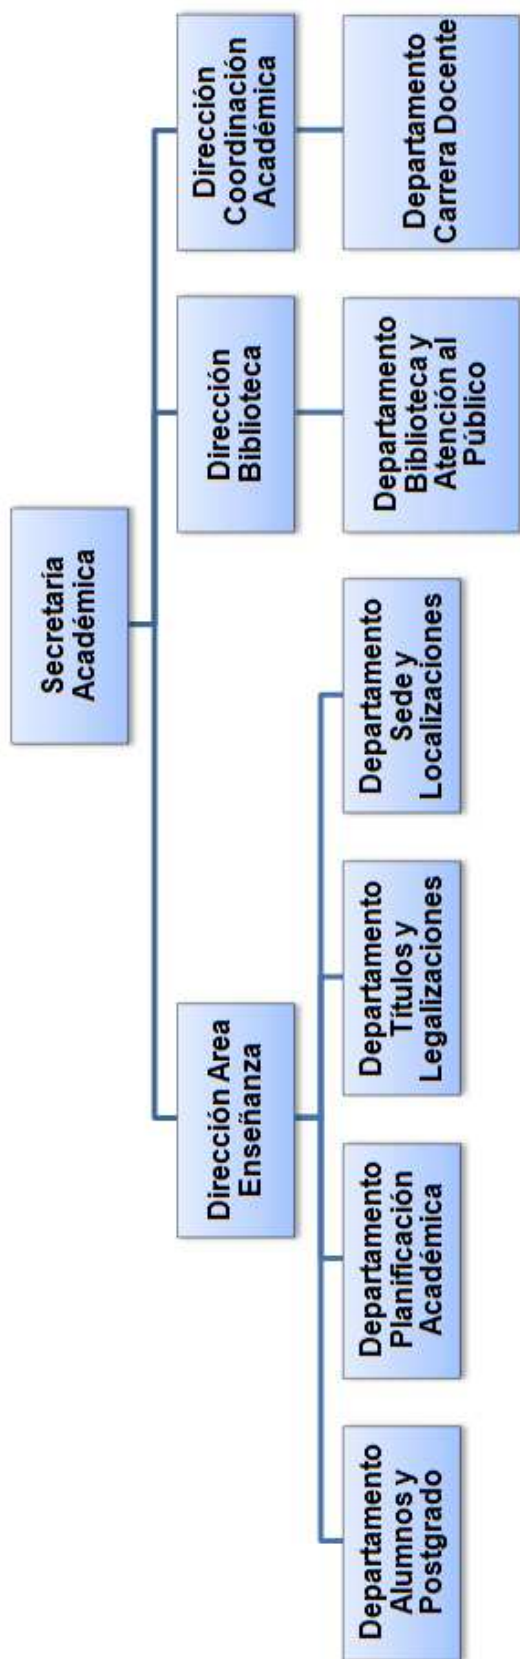 Secretaría
Académica
Dirección Area
Enseñanza
Dirección
Biblioteca
Dirección
Coordinación
Académica
Departamento
Alumnos y
Postgrado
Departamento
Planificación
Académica
Departamento
Títulos y
Legalizaciones
Departamento
Sede y
Localizaciones
Departamento
Biblioteca y
Atención al
Público
Departamento
Carrera Docente